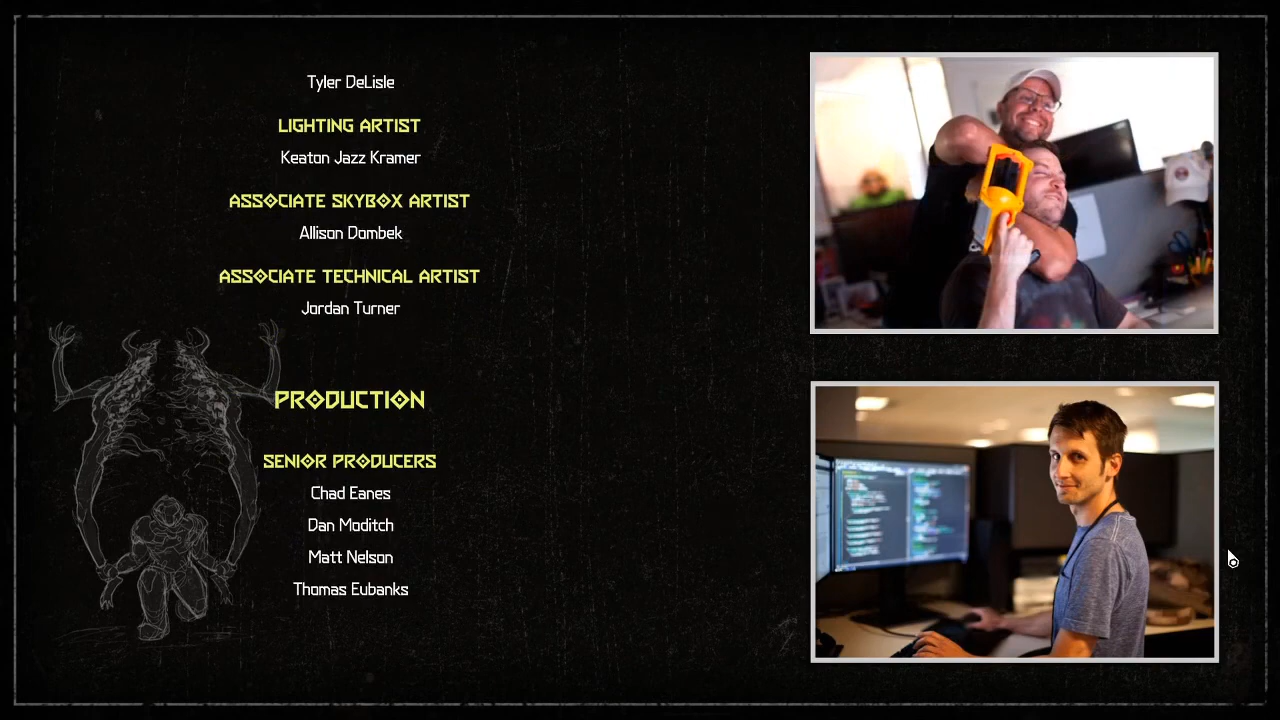 Tyler DeLisle
LIGHTING ARTIST
Keaton Jazz Kramer
ASSOCIATE SKYBOX ARTIST
Allison Dombek
ASSOCIATE TECHNICAL ARTIST
Jordan Turner
PRODUCTION
SENIOR PRODUCERS
Chad Eanes
Dan Moditch
Matt Nelson
Thomas Eubanks